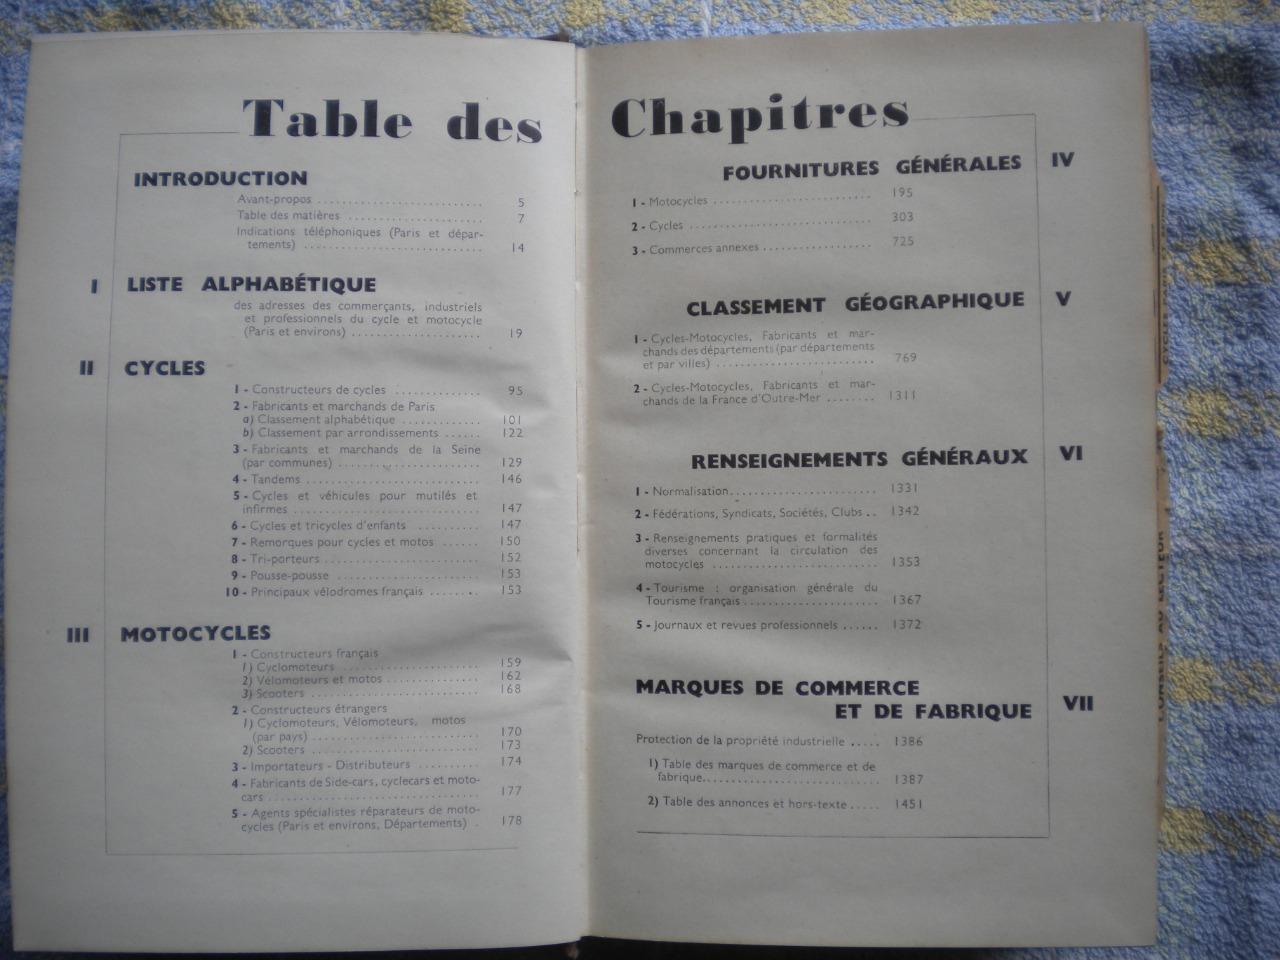 Table des Chapitres
INTRODUCTION
Avant-propos ........ 5
Table des matières ........ 7
Indications téléphoniques (Paris et dépar-
tements) ........ 14
I LISTE ALPHABÉTIQUE
des adresses des commerçants, industriels
et professionnels du cycle et motocycle
(Paris et environs) ........ 19
II CYCLES
1 - Constructeurs de cycles ........ 95
2 - Fabricants et marchands de Paris
a) Classement alphabétique ........ 101
b) Classement par arrondissements ...... 122
3 - Fabricants et marchands de la Seine
(par communes) ........ 129
4 - Tandems ........ 146
5 - Cycles et véhicules pour mutilés et
infirmes ........ 147
6 - Cycles et tricycles d'enfants ........ 147
7 - Remorques pour cycles et motos ...... 150
8 - Tri-porteurs ........ 152
9 - Pousse-pousse ........ 153
10 - Principaux vélodromes français ........ 153
III MOTOCYCLES
1 - Constructeurs français
1) Cyclomoteurs ........ 159
2) Vélomoteurs et motos ........ 162
3) Scooters ........ 168
2 - Constructeurs étrangers
1) Cyclomoteurs, Vélomoteurs, motos
(par pays) ........ 170
2) Scooters ........ 173
3 - Importateurs - Distributeurs ........ 174
4 - Fabricants de Side-cars, cyclecars et moto-
cars ........ 177
5 - Agents spécialistes réparateurs de moto-
cycles (Paris et environs, Départements) . 178
FOURNITURES GÉNÉRALES IV
1 - Motocycles ........ 195
2 - Cycles ........ 303
3 - Commerces annexes ........ 725
CLASSEMENT GÉOGRAPHIQUE V
1 - Cycles-Motocycles, Fabricants et mar-
chands des départements (par départements
et par villes) ........ 769
2 - Cycles-Motocycles, Fabricants et mar-
chands de la France d'Outre-Mer ........ 1311
RENSEIGNEMENTS GÉNÉRAUX VI
1 - Normalisation ........ 1331
2 - Fédérations, Syndicats, Sociétés, Clubs .. 1342
3 - Renseignements pratiques et formalités
diverses concernant la circulation des
motocycles ........ 1353
4 - Tourisme : organisation générale du
Tourisme français ........ 1367
5 - Journaux et revues professionnels ...... 1372
MARQUES DE COMMERCE
ET DE FABRIQUE VII
Protection de la propriété industrielle ..... 1386
1) Table des marques de commerce et de
fabrique ........ 1387
2) Table des annonces et hors-texte ..... 1451
CONSEILS AU LECTEUR